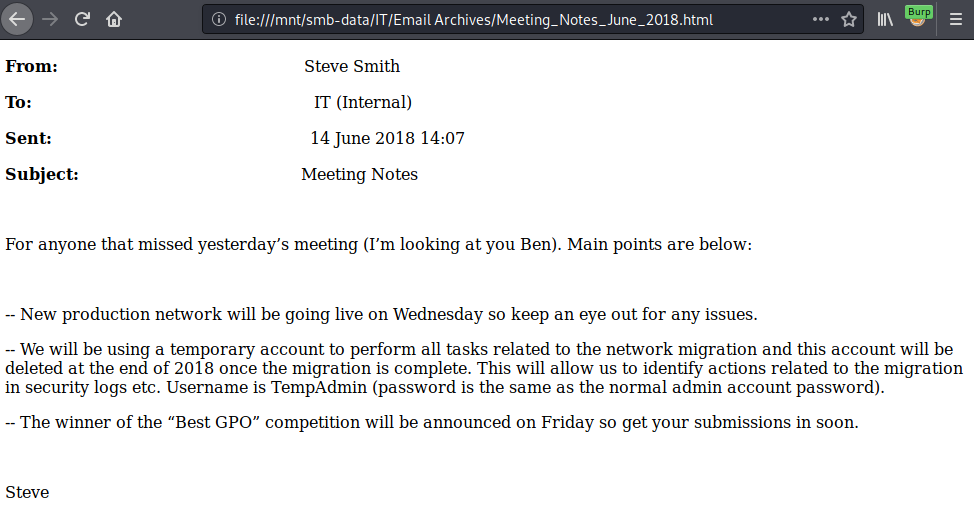 file:///mnt/smb-data/IT/Email Archives/Meeting_Notes_June_2018.html
Burp
From: Steve Smith
To: IT (Internal)
Sent: 14 June 2018 14:07
Subject: Meeting Notes
For anyone that missed yesterday’s meeting (I’m looking at you Ben). Main points are below:
-- New production network will be going live on Wednesday so keep an eye out for any issues.
-- We will be using a temporary account to perform all tasks related to the network migration and this account will be
deleted at the end of 2018 once the migration is complete. This will allow us to identify actions related to the migration
in security logs etc. Username is TempAdmin (password is the same as the normal admin account password).
-- The winner of the “Best GPO” competition will be announced on Friday so get your submissions in soon.
Steve